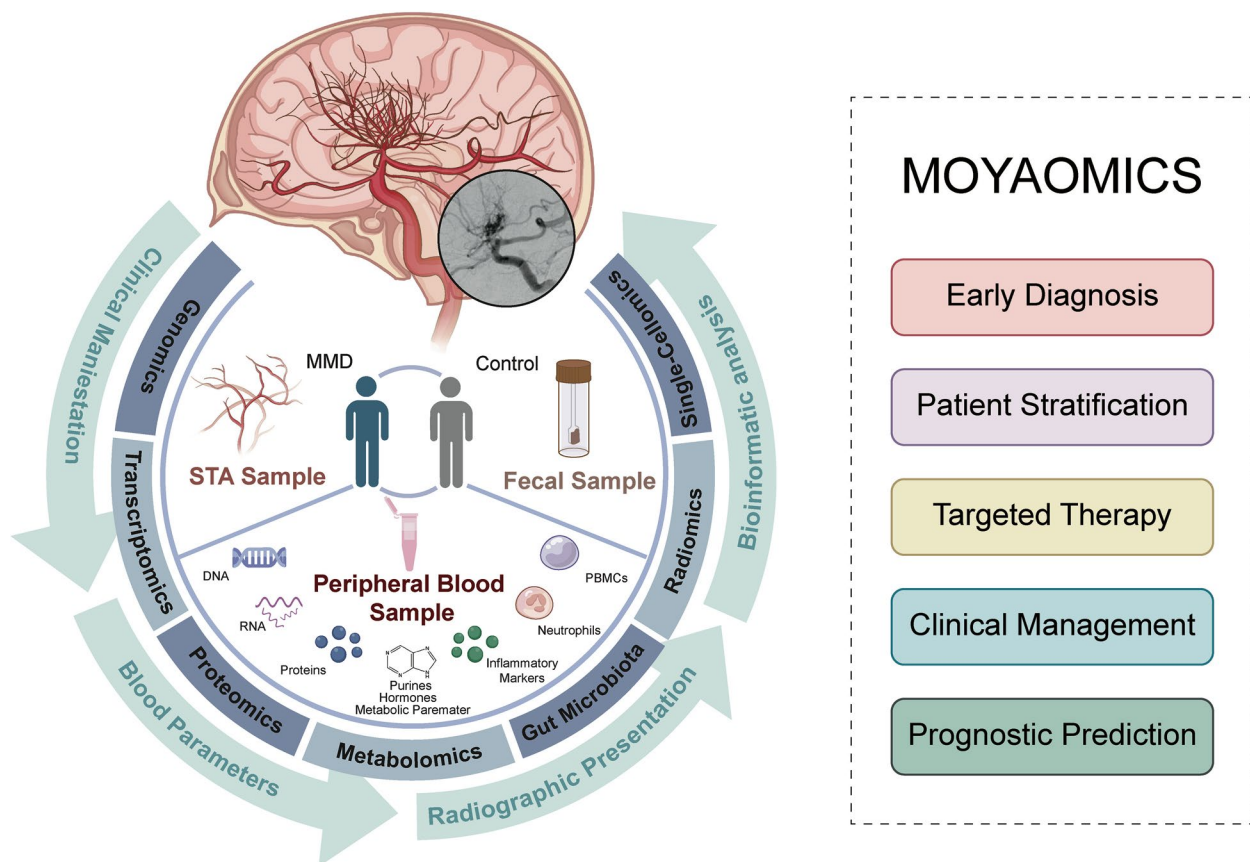 Clinical Maniestation
Genomics
Transcriptomics
Blood Parameters
Proteomics
Metabolomics
Radiographic Presentation
Gut Microbiota
Radiomics
Single-Cellomics
Bioinformatic analysis
MMD
Control
STA Sample
Fecal Sample
Peripheral Blood
Sample
DNA
RNA
Proteins
N
N
N
N
H
Purines
Hormones
Metabolic Paremater
Inflammatory
Markers
Neutrophils
PBMCs
MOYAOMICS
Early Diagnosis
Patient Stratification
Targeted Therapy
Clinical Management
Prognostic Prediction